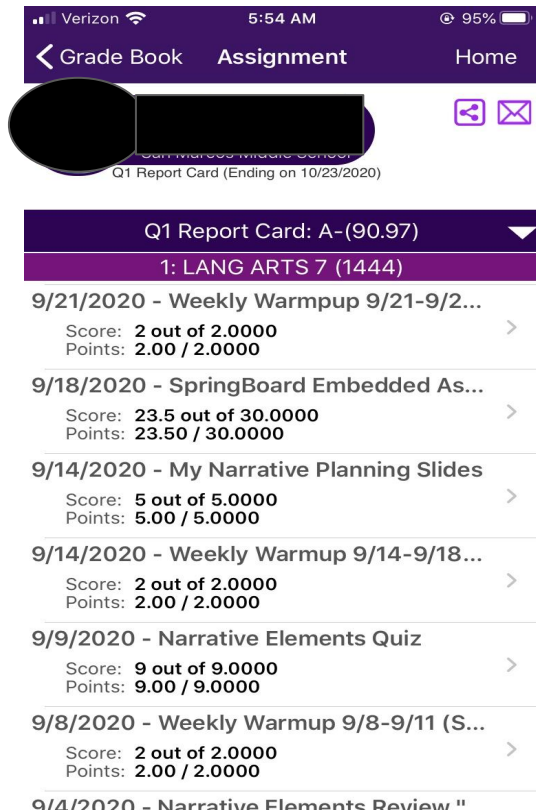 Verizon 5:54 AM 95%
Grade Book Assignment Home
San Marcos Middle School
Q1 Report Card (Ending on 10/23/2020)
Q1 Report Card: A-(90.97)
1: LANG ARTS 7 (1444)
9/21/2020 - Weekly Warmpup 9/21-9/2...
Score: 2 out of 2.0000
Points: 2.00 / 2.0000
9/18/2020 - SpringBoard Embedded As...
Score: 23.5 out of 30.0000
Points: 23.50 / 30.0000
9/14/2020 - My Narrative Planning Slides
Score: 5 out of 5.0000
Points: 5.00 / 5.0000
9/14/2020 - Weekly Warmup 9/14-9/18...
Score: 2 out of 2.0000
Points: 2.00 / 2.0000
9/9/2020 - Narrative Elements Quiz
Score: 9 out of 9.0000
Points: 9.00 / 9.0000
9/8/2020 - Weekly Warmup 9/8-9/11 (S...
Score: 2 out of 2.0000
Points: 2.00 / 2.0000
9/4/2020 - Narrative Elements Review "